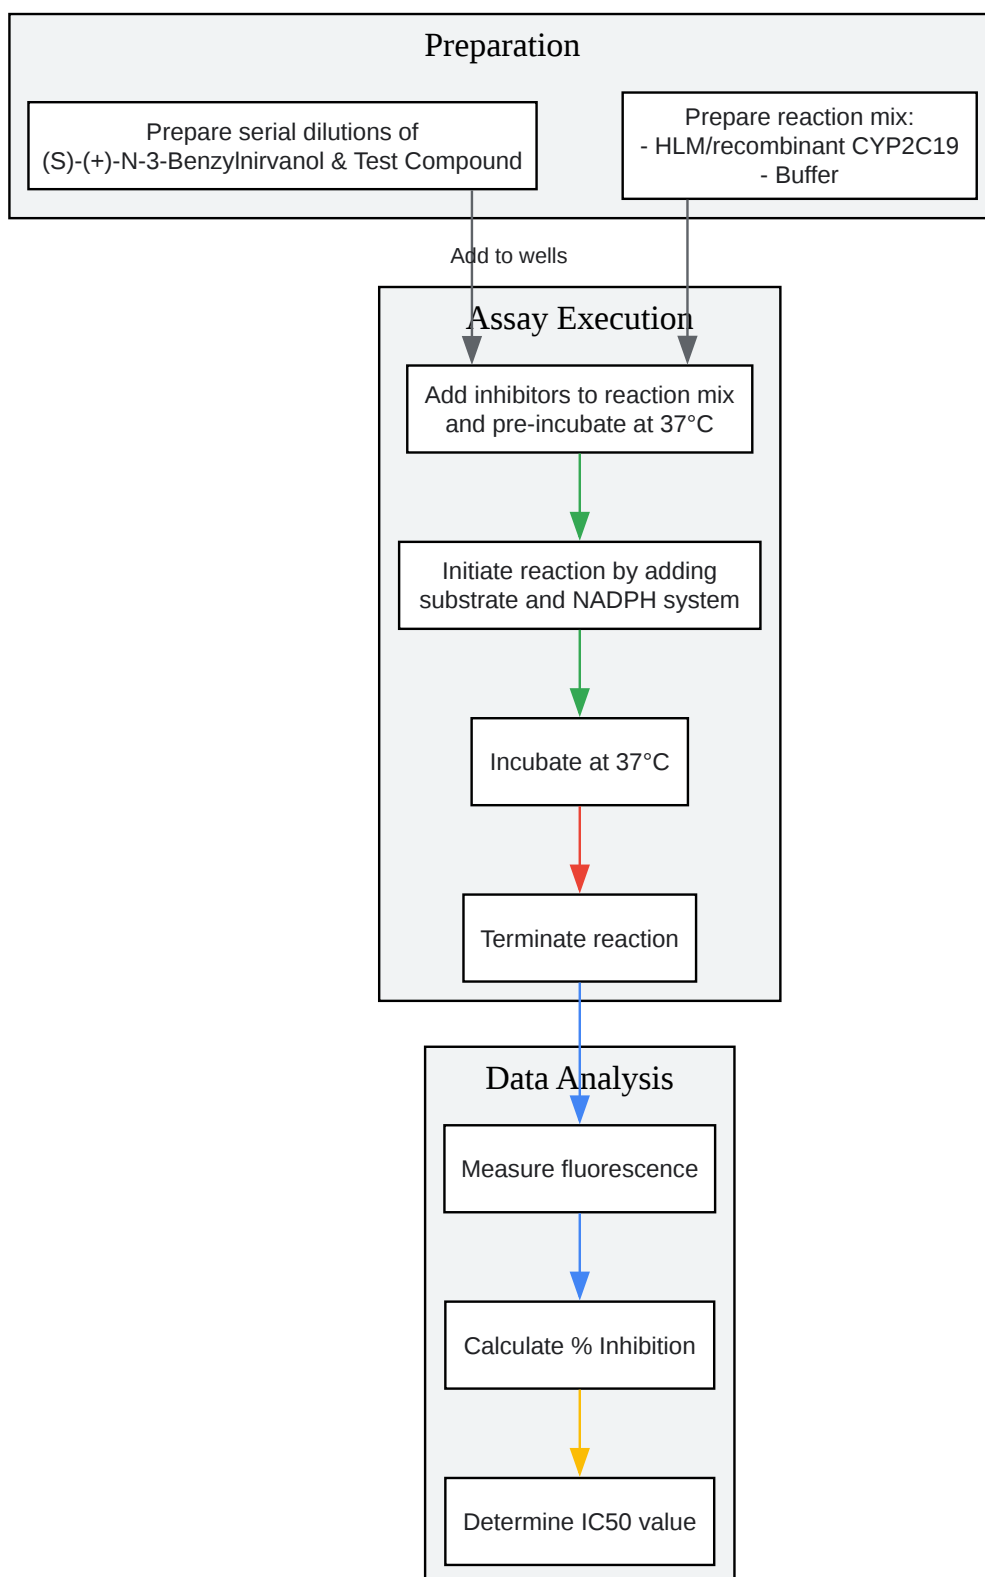 Preparation
Prepare serial dilutions of
(S)-(+)-N-3-Benzylnirvanol & Test Compound
Prepare reaction mix:
- HLM/recombinant CYP2C19
- Buffer
Add to wells
Assay Execution
Add inhibitors to reaction mix
and pre-incubate at 37°C
Initiate reaction by adding
substrate and NADPH system
Incubate at 37°C
Terminate reaction
Data Analysis
Measure fluorescence
Calculate % Inhibition
Determine IC50 value